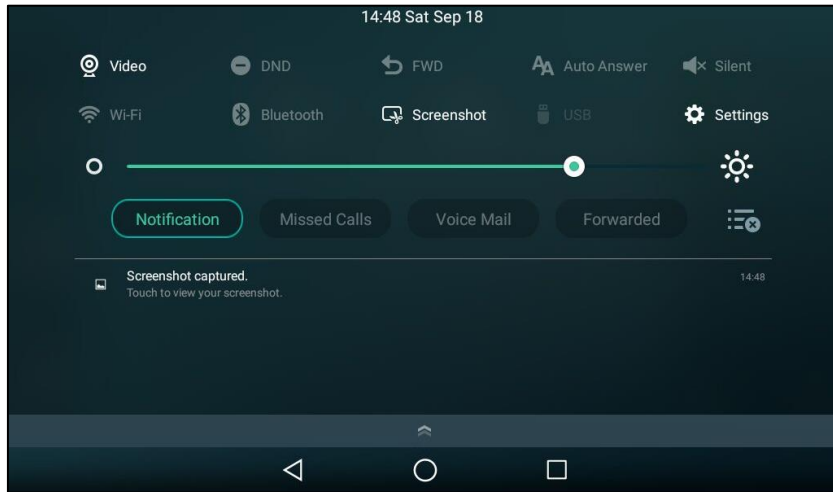 14:48 Sat Sep 18
Video DND FWD Auto Answer Silent
Wi-Fi Bluetooth Screenshot USB Settings
Notification Missed Calls Voice Mail Forwarded
Screenshot captured. 14:48
Touch to view your screenshot.